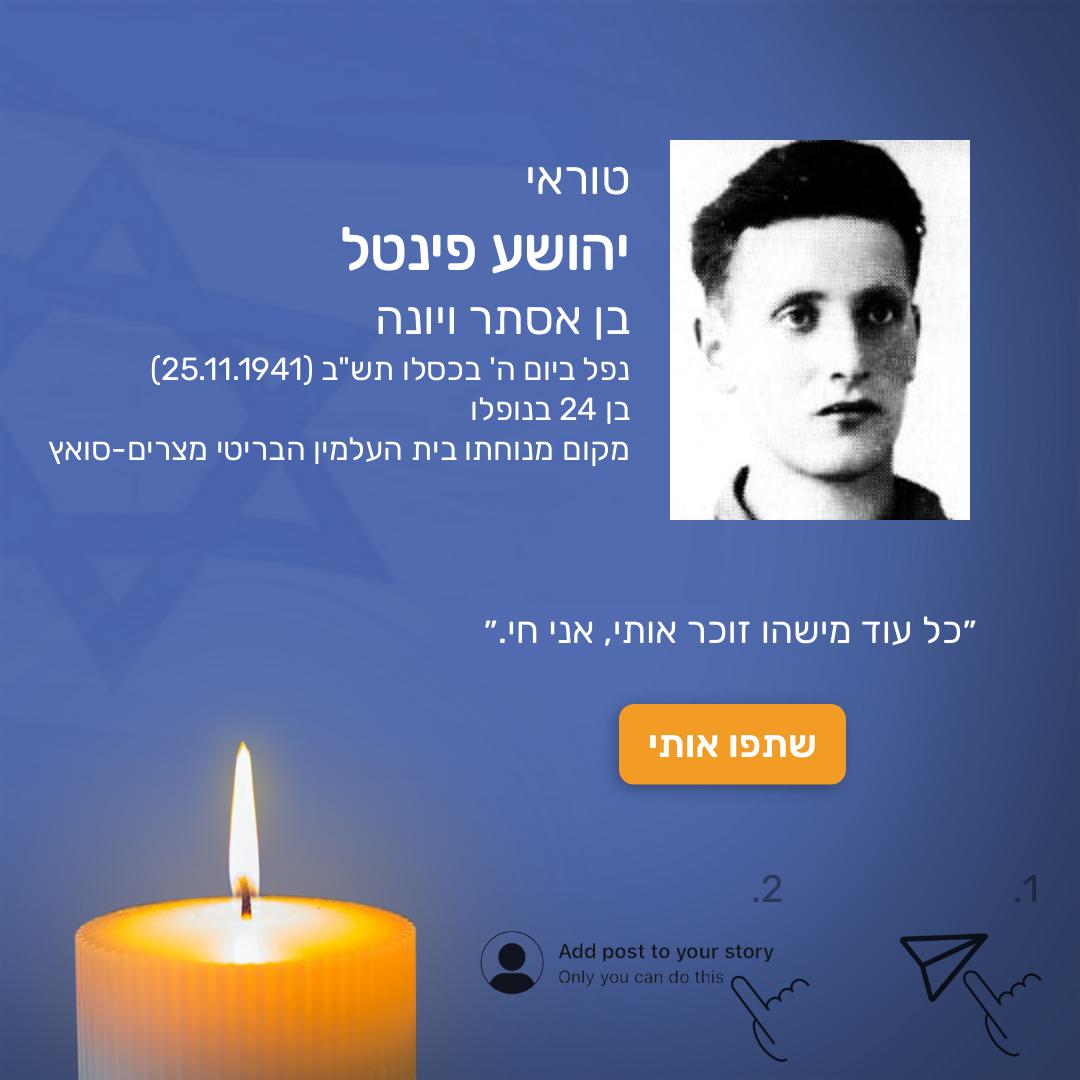 טוראי
יהושע פינטל
בן אסתר ויונה
נפל ביום ה' בכסלו תש"ב (25.11.1941)
בן 24 בנופלו
מקום מנוחתו בית העלמין הבריטי מצרים-סואץ
״כל עוד מישהו זוכר אותי, אני חי.״
שתפו אותי
1.
2.
Add post to your story
Only you can do this